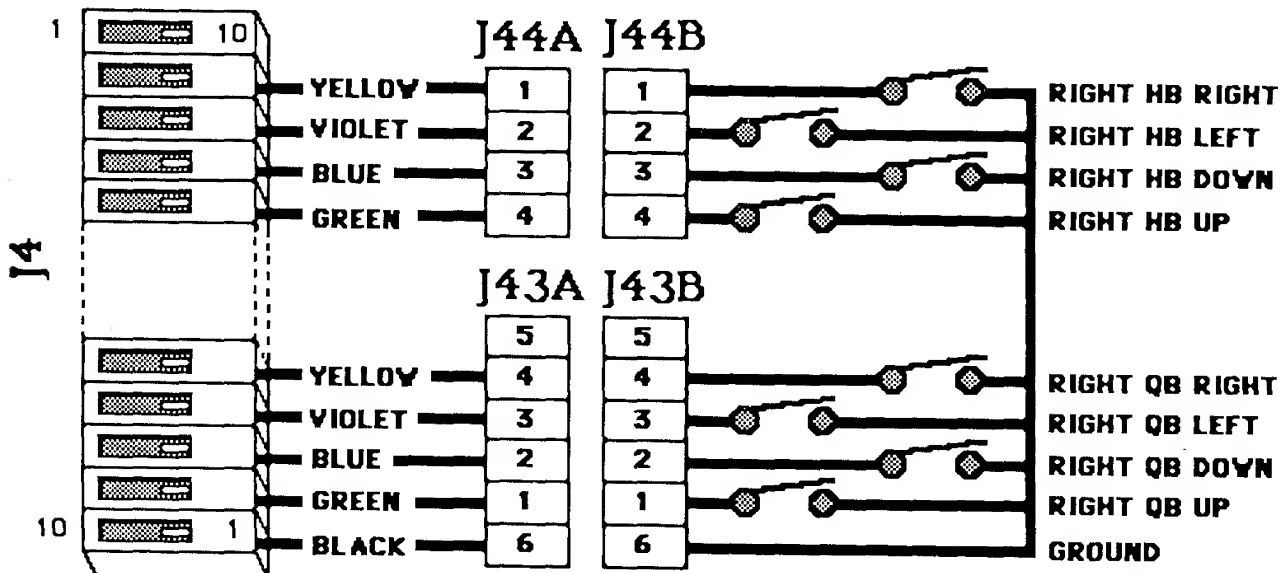 1 10 J44A J44B
YELLOW 1 1 RIGHT HB RIGHT
VIOLET 2 2 RIGHT HB LEFT
BLUE 3 3 RIGHT HB DOWN
GREEN 4 4 RIGHT HB UP
J4
J43A J43B
5 5
YELLOW 4 4 RIGHT QB RIGHT
VIOLET 3 3 RIGHT QB LEFT
BLUE 2 2 RIGHT QB DOWN
GREEN 1 1 RIGHT QB UP
10 1
BLACK 6 6 GROUND